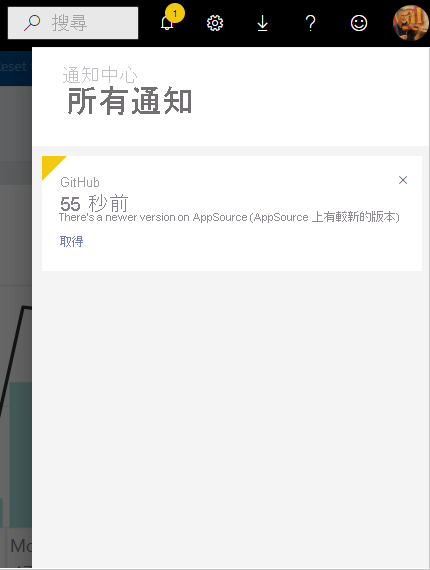 搜尋
1
?
Reset
通知中心
所有通知
GitHub
55 秒前
There's a newer version on AppSource (AppSource 上有較新的版本)
取得
Mo